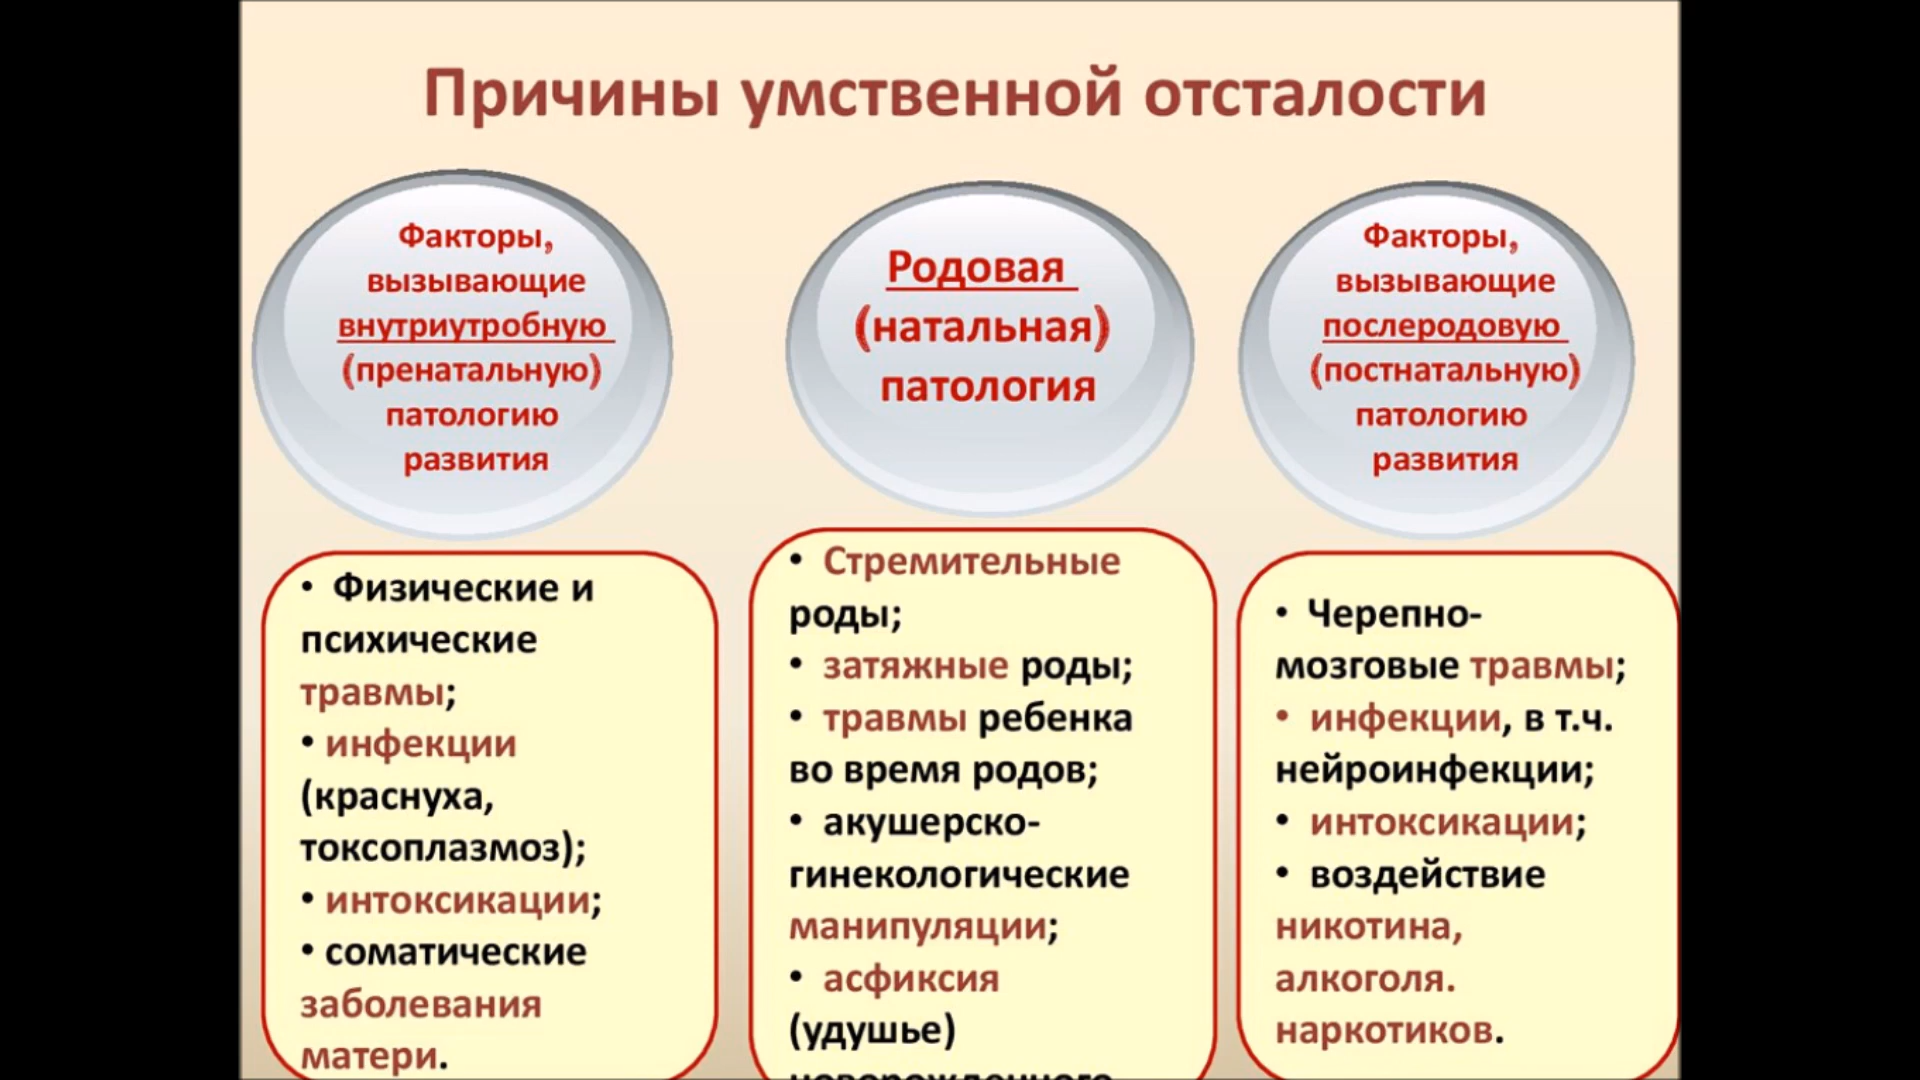 Причины умственной отсталости
Факторы,
вызывающие
внутриутробную
(пренатальную)
патологию
развития
Родовая
(натальная)
патология
Факторы,
вызывающие
послеродовую
(постнатальную)
патологию
развития
• Физические и
психические
травмы;
• инфекции
(краснуха,
токсоплазмоз);
• интоксикации;
• соматические
заболевания
матери.
• Стремительные
роды;
• затяжные роды;
• травмы ребенка
во время родов;
• акушерско-
гинекологические
манипуляции;
• асфиксия
(удушье)
новорожденного
• Черепно-
мозговые травмы;
• инфекции, в т.ч.
нейроинфекции;
• интоксикации;
• воздействие
никотина,
алкоголя.
наркотиков.